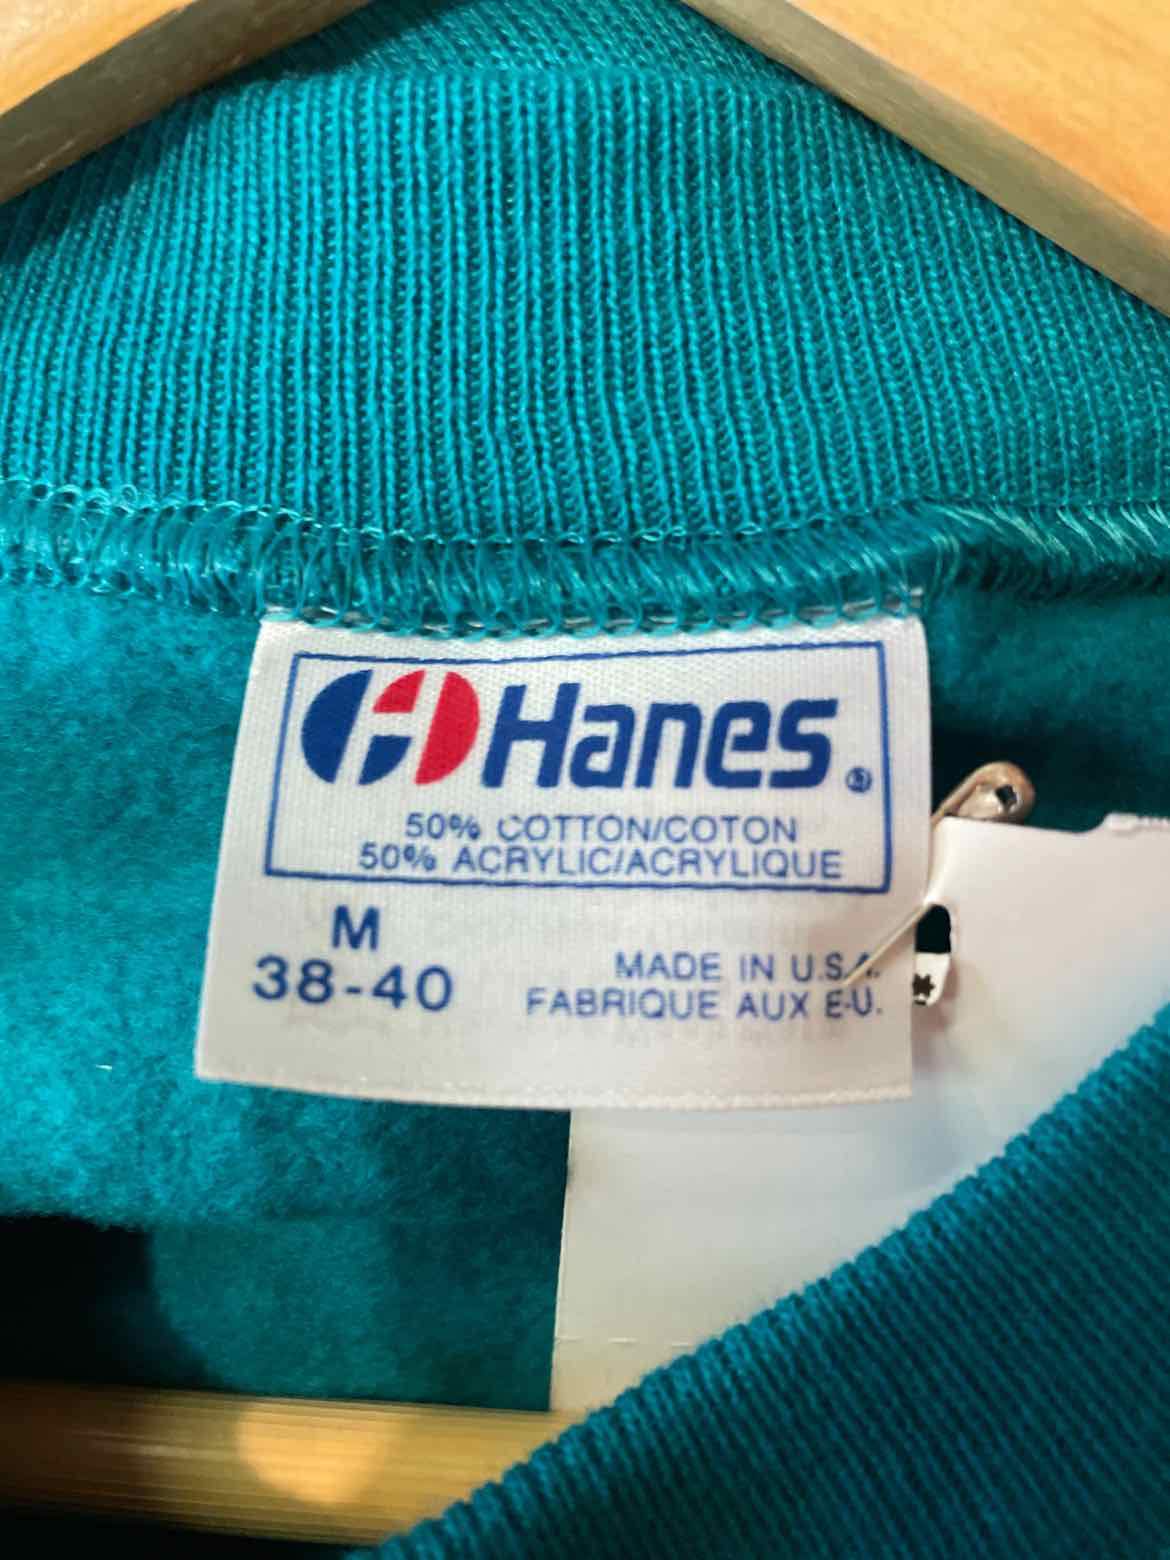 Hanes®
50% COTTON/COTON
50% ACRYLIC/ACRYLIQUE
M
38-40
MADE IN U.S.A.
FABRIQUE AUX E-U.